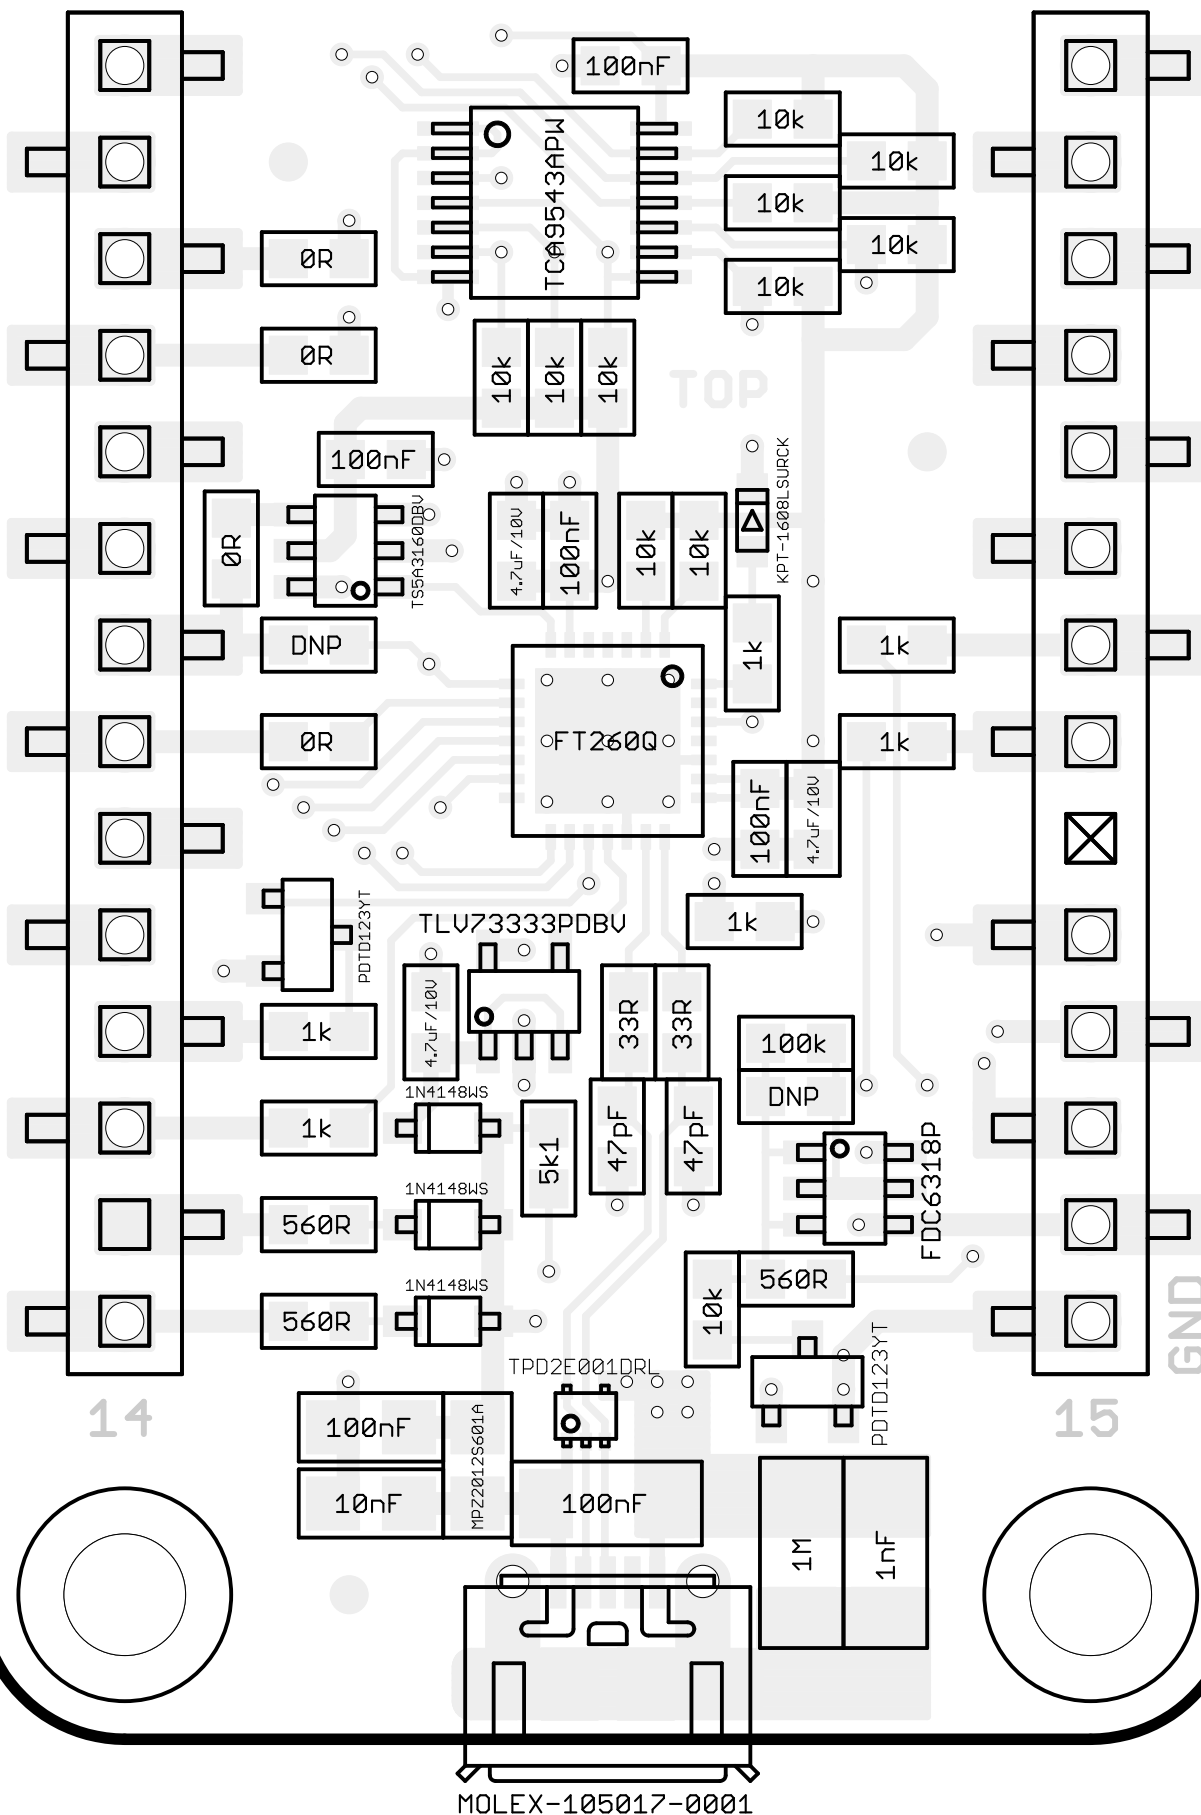 100nF
10k
TCA9543APW
10k
10k
10k
0R
10k
0R
10k
10k
10k
TOP
100nF
KPT-1608LSURCK
0R
TS5A3160DBV
4.7uF/10V
100nF
10k
10k
DNP
1k
1k
0R
FT260Q
1k
100nF
4.7uF/10V
PDTD123YT
TLV73333PDBV
1k
4.7uF/10V
33R
33R
1k
100k
DNP
1N4148WS
1k
5k1
47pF
47pF
FDC6318P
1N4148WS
560R
560R
1N4148WS
560R
10k
GND
TPD2E001DRL
PDTD123YT
14
100nF
MPZ2012S601A
15
10nF
100nF
1M
1nF
MOLEX-105017-0001